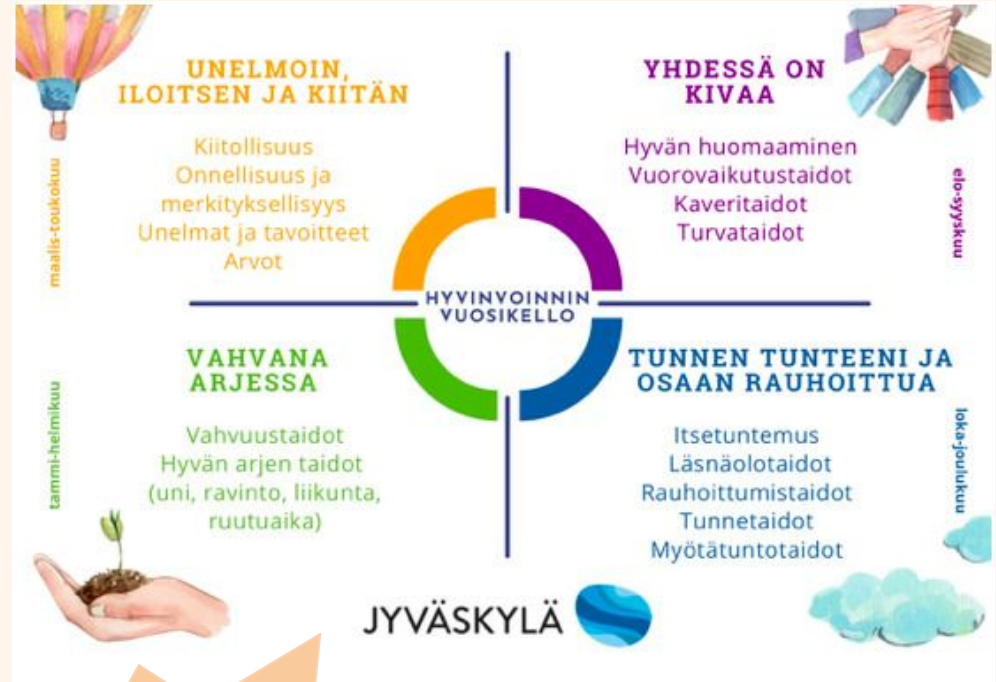 UNELMOIN,
ILOITSEN JA KIITÄN
Kiitollisuus
Onnellisuus ja
merkityksellisyys
Unelmat ja tavoitteet
Arvot
maalis-toukokuu
YHDESSÄ ON
KIVAA
Hyvän huomaaminen
Vuorovaikutustaidot
Kaveritaidot
Turvataidot
elo-syyskuu
HYVINVOINNIN
VUOSIKELLO
VAHVANA
ARJESSA
Vahvuustaidot
Hyvän arjen taidot
(uni, ravinto, liikunta,
ruutuaika)
tammi-helmikuu
TUNNEN TUNTEENI JA
OSAAN RAUHOITTUA
Itsetuntemus
Läsnäolotaidot
Rauhoittumistaidot
Tunnetaidot
Myötätuntotaidot
loka-joulukuu
JYVÄSKYLÄ